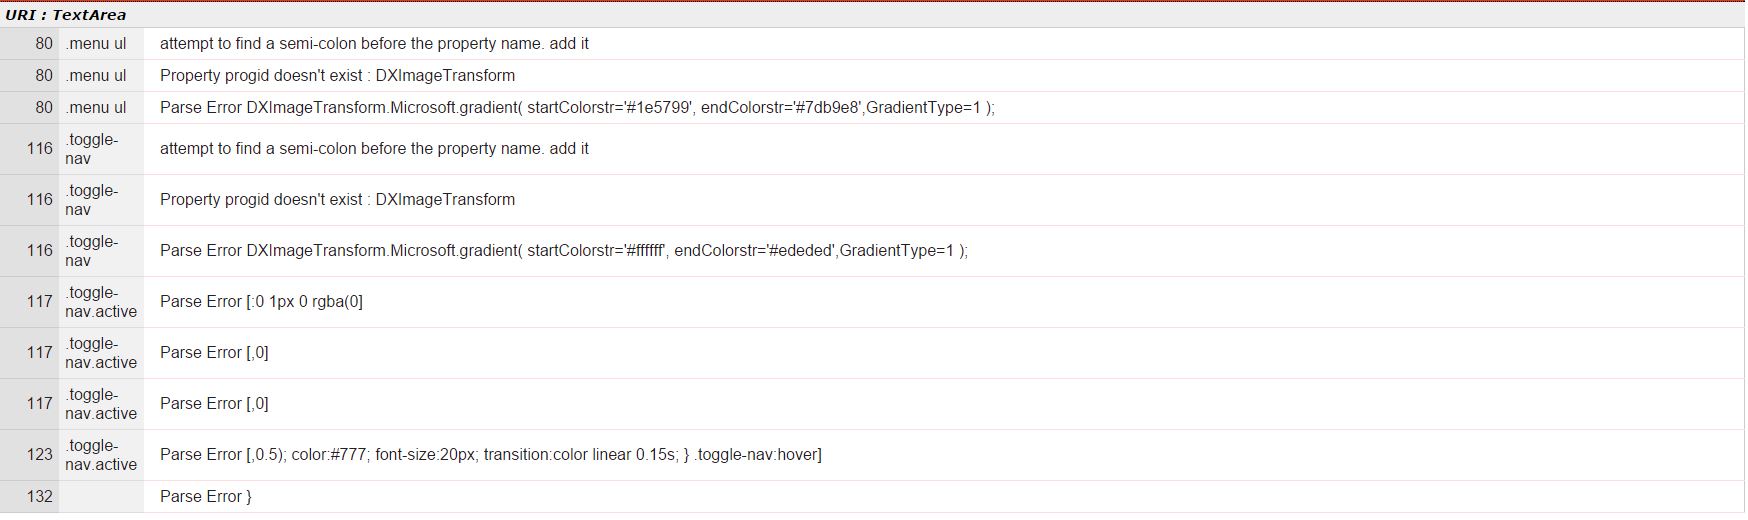 URI : TextArea
80 .menu ul attempt to find a semi-colon before the property name. add it
80 .menu ul Property progid doesn't exist : DXImageTransform
80 .menu ul Parse Error DXImageTransform.Microsoft.gradient( startColorstr='#1e5799', endColorstr='#7db9e8',GradientType=1 );
.toggle-
116 attempt to find a semi-colon before the property name. add it
nav
.toggle-
116 Property progid doesn't exist : DXImageTransform
nav
.toggle-
116 Parse Error DXImageTransform.Microsoft.gradient( startColorstr='#ffffff', endColorstr='#ededed',GradientType=1 );
nav
.toggle-
117 Parse Error [:0 1px 0 rgba(0]
nav.active
.toggle-
117 Parse Error [,0]
nav.active
.toggle-
117 Parse Error [,0]
nav.active
.toggle-
123 Parse Error [,0.5); color:#777; font-size:20px; transition:color linear 0.15s; } .toggle-nav:hover]
nav.active
132 Parse Error }